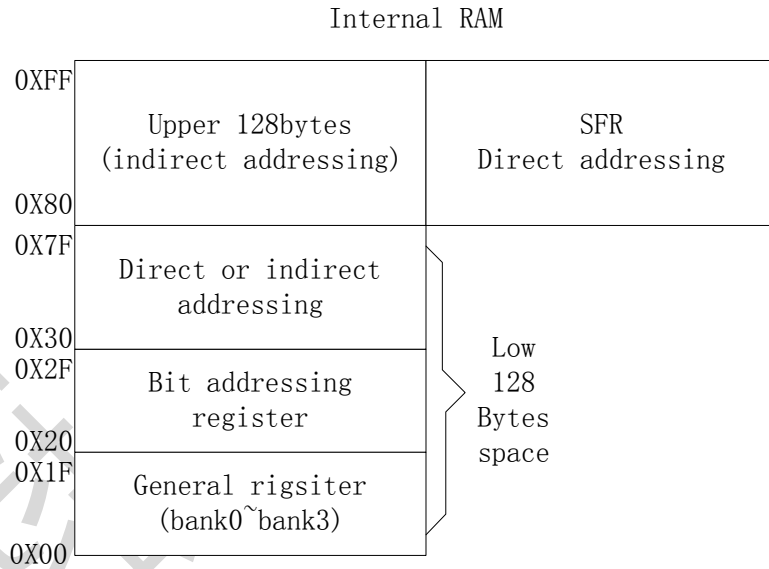 Internal RAM
0XFF
Upper 128bytes
(indirect addressing)
SFR
Direct addressing
0X80
0X7F
Direct or indirect
addressing
0X30
0X2F
Bit addressing
register
0X20
0X1F
General rigsiter
(bank0~bank3)
0X00
Low
128
Bytes
space